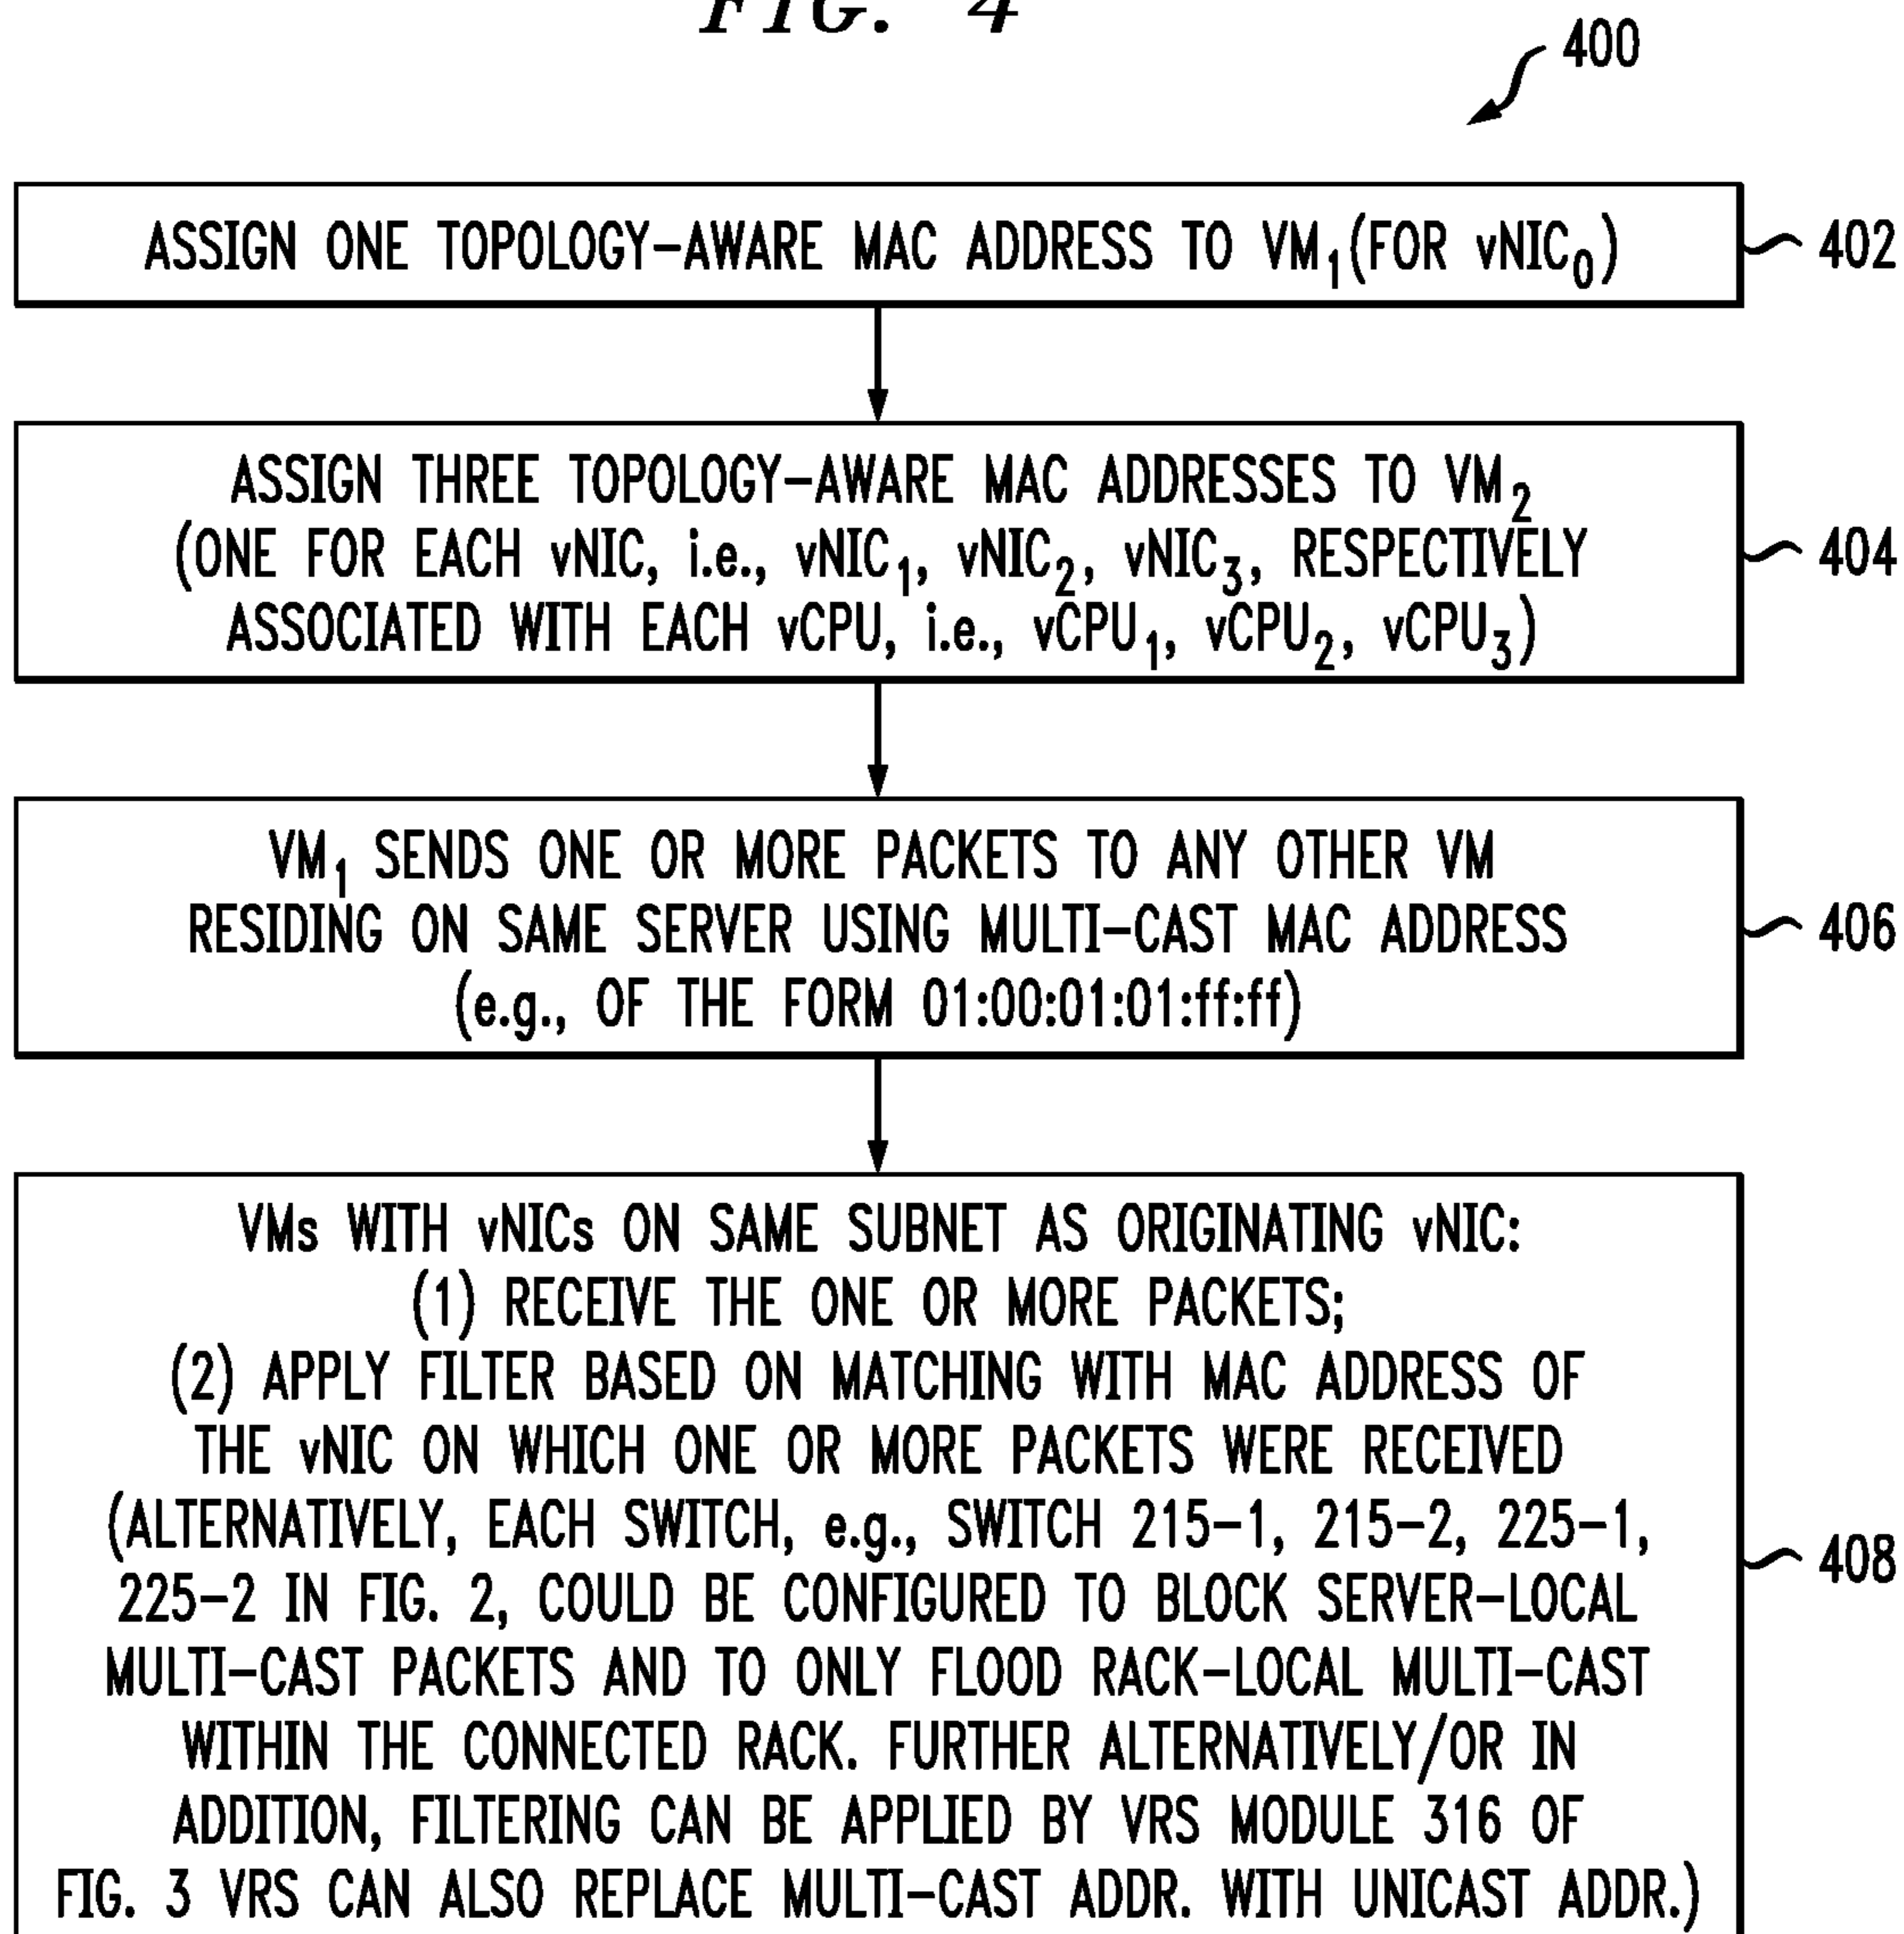 FIG. 4
400
ASSIGN ONE TOPOLOGY-AWARE MAC ADDRESS TO VM₁(FOR vNIC₀)
402
ASSIGN THREE TOPOLOGY-AWARE MAC ADDRESSES TO VM₂
(ONE FOR EACH vNIC, i.e., vNIC₁, vNIC₂, vNIC₃, RESPECTIVELY
ASSOCIATED WITH EACH vCPU, i.e., vCPU₁, vCPU₂, vCPU₃)
404
VM₁ SENDS ONE OR MORE PACKETS TO ANY OTHER VM
RESIDING ON SAME SERVER USING MULTI-CAST MAC ADDRESS
(e.g., OF THE FORM 01:00:01:01:ff:ff)
406
VMs WITH vNICs ON SAME SUBNET AS ORIGINATING vNIC:
(1) RECEIVE THE ONE OR MORE PACKETS;
(2) APPLY FILTER BASED ON MATCHING WITH MAC ADDRESS OF
THE vNIC ON WHICH ONE OR MORE PACKETS WERE RECEIVED
(ALTERNATIVELY, EACH SWITCH, e.g., SWITCH 215-1, 215-2, 225-1,
225-2 IN FIG. 2, COULD BE CONFIGURED TO BLOCK SERVER-LOCAL
MULTI-CAST PACKETS AND TO ONLY FLOOD RACK-LOCAL MULTI-CAST
WITHIN THE CONNECTED RACK. FURTHER ALTERNATIVELY/OR IN
ADDITION, FILTERING CAN BE APPLIED BY VRS MODULE 316 OF
FIG. 3 VRS CAN ALSO REPLACE MULTI-CAST ADDR. WITH UNICAST ADDR.)
408